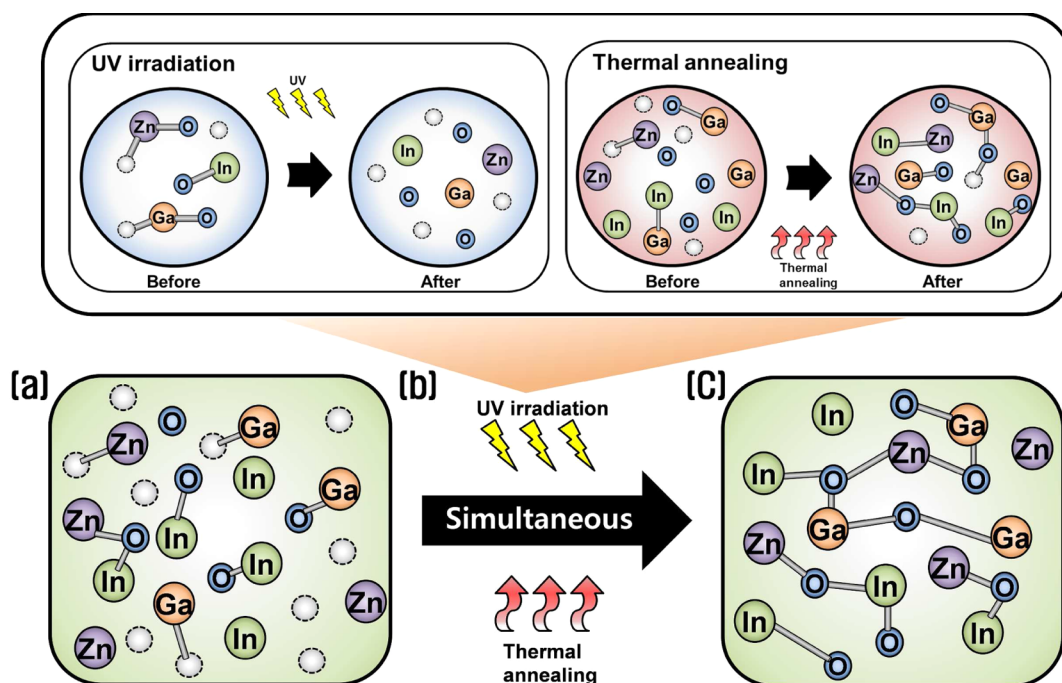 UV irradiation
UV
Zn
O
In
O
Ga
O
Before
O
In
Zn
O
Ga
O
After
Thermal annealing
O
Ga
Zn
O
Zn
Ga
O
In
In
O
In
Ga
Before
Thermal
annealing
O
Ga
In
Zn
O
Ga
O
Ga
Zn
O
In
In
O
O
After
(a)
O
Ga
Zn
In
O
Ga
Zn
O
O
In
In
O
In
Ga
Zn
In
Zn
(b)
UV irradiation
Simultaneous
Thermal
annealing
(C)
In
O
Ga
Zn
Zn
In
O
O
Ga
O
Ga
Zn
Zn
O
In
O
In
In
O
O